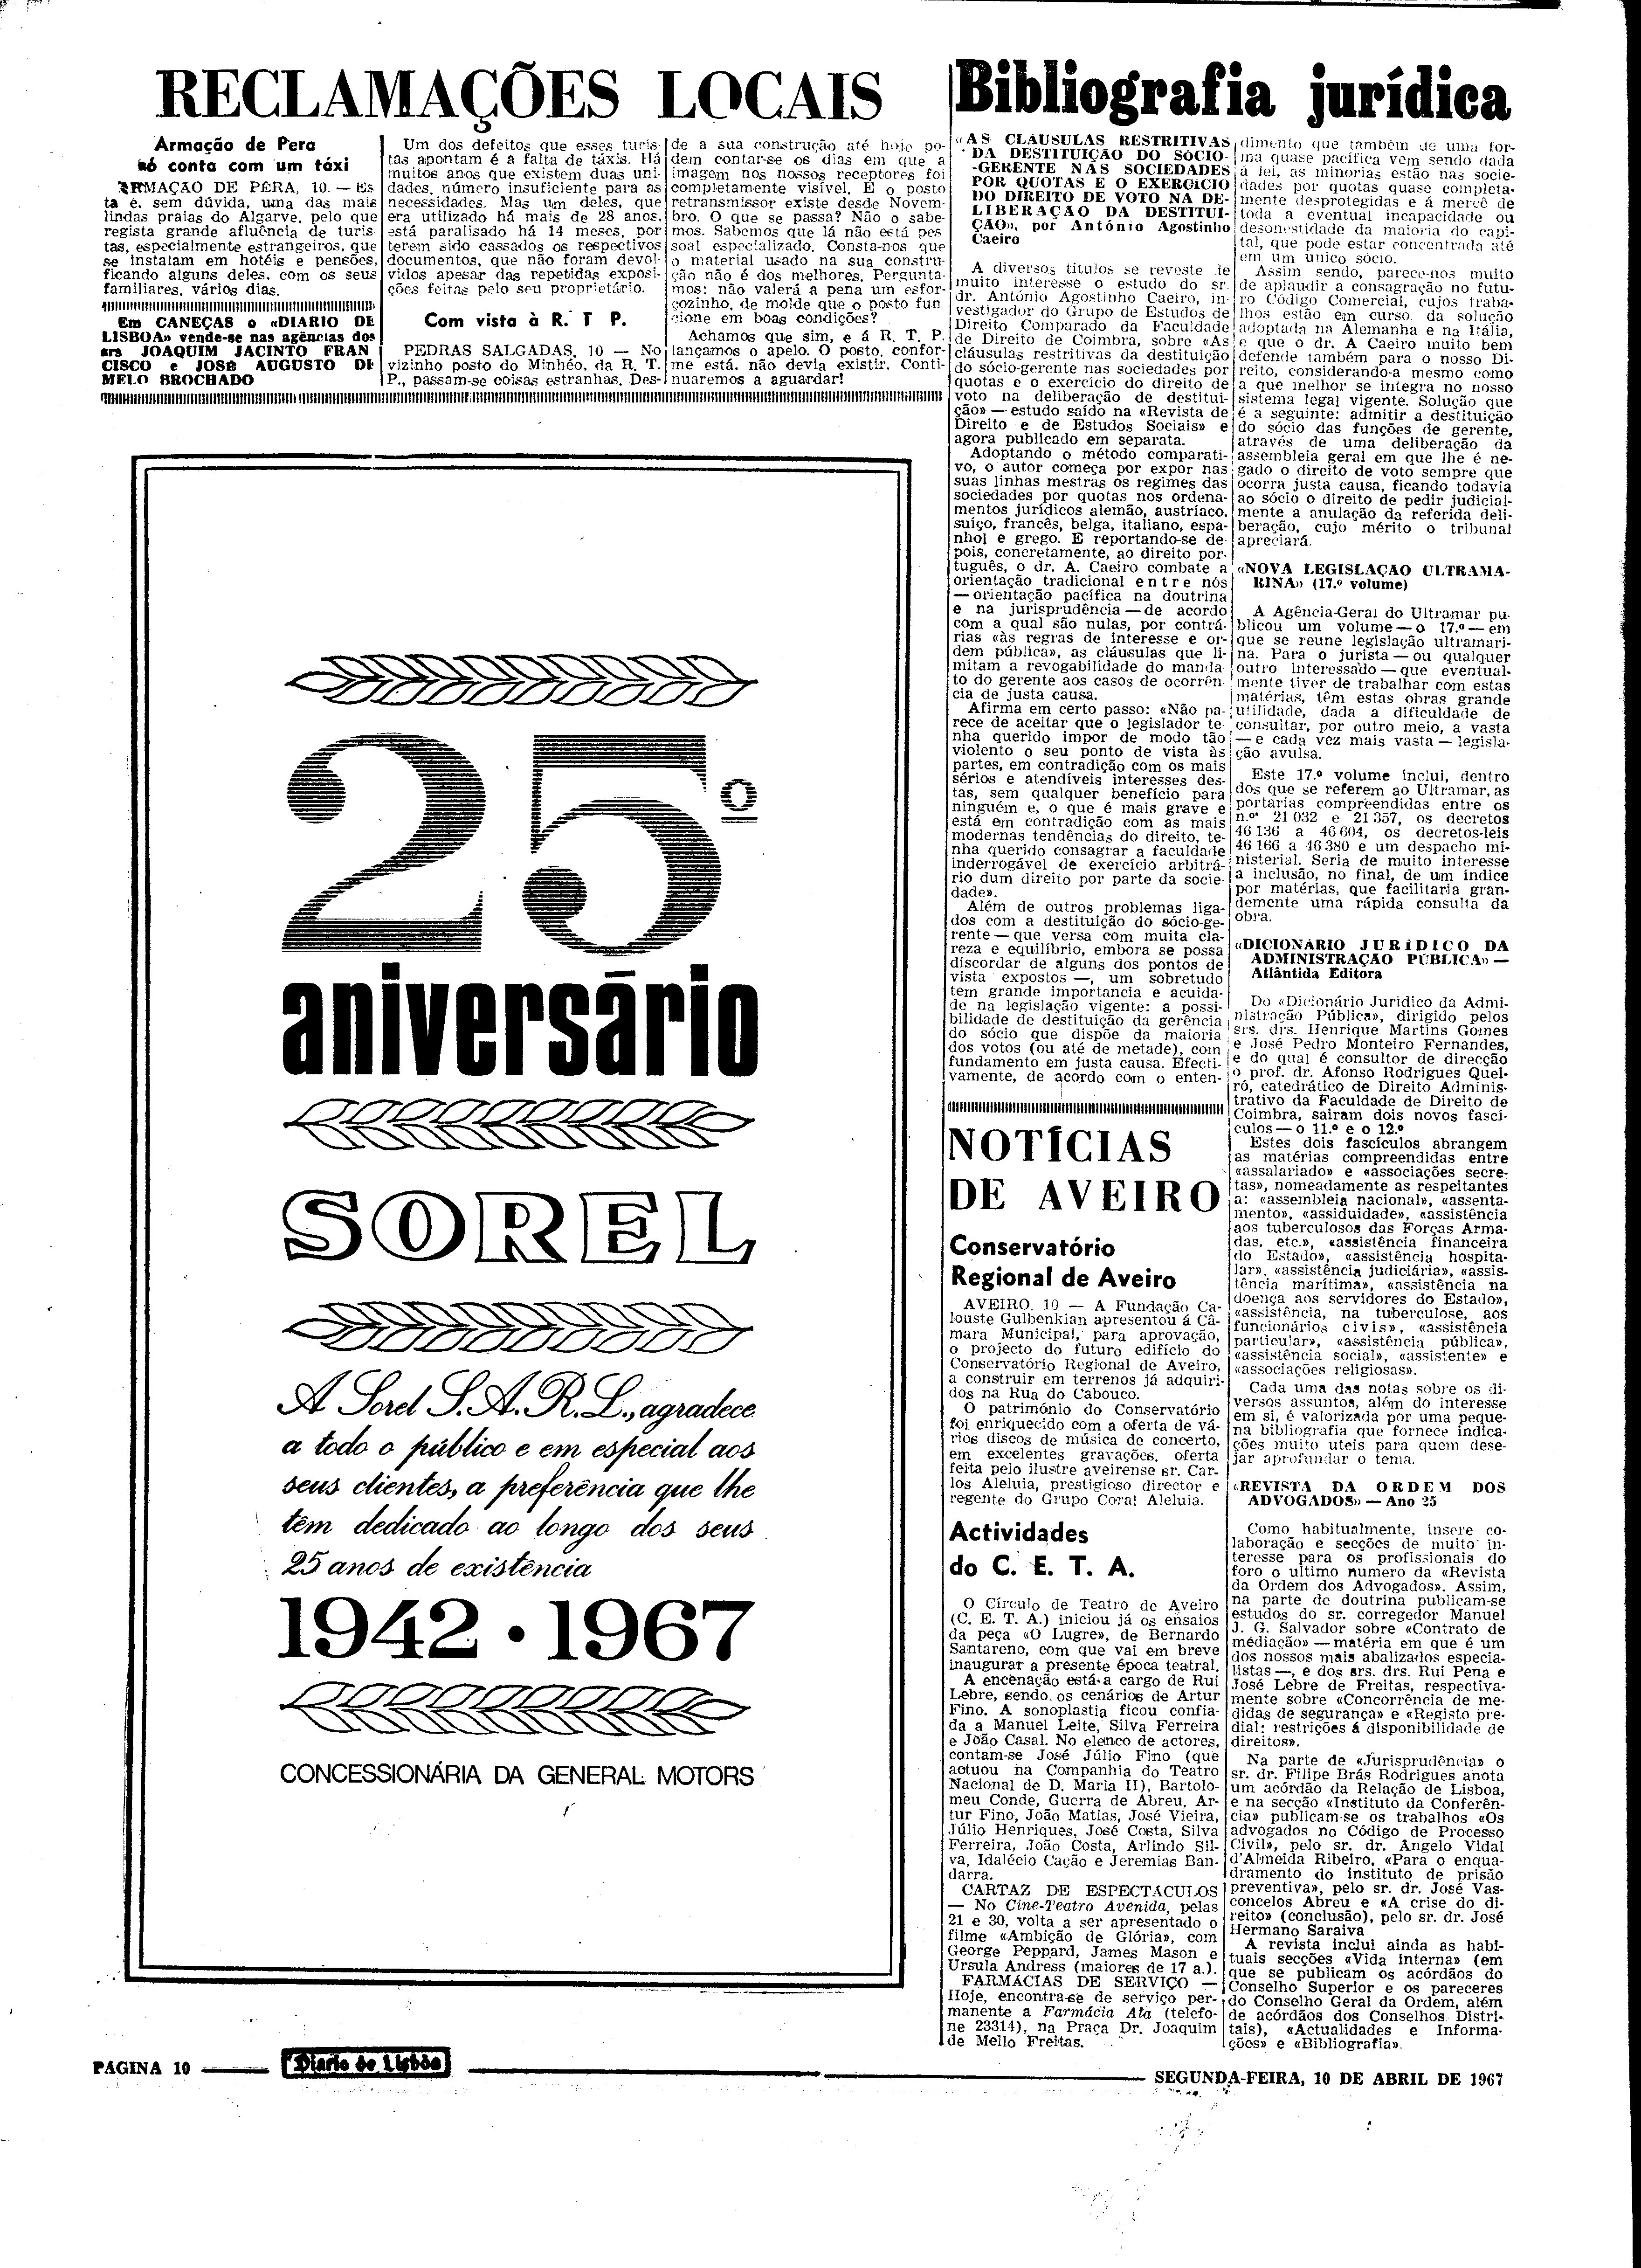 RECLAMAÇÕES LOCAIS
Armação de Pera
só conta com um táxi
ARMAÇÃO DE PÊRA, 10. — Es
ta é, sem dúvida, uma das mais
lindas praias do Algarve, pelo que
regista grande afluência de turis
tas, especialmente estrangeiros, que
se instalam em hotéis e pensões,
ficando alguns deles, com os seus
familiares, vários dias.
Em CANEÇAS o «DIARIO DE
LISBOA» vende-se nas agências dos
srs JOAQUIM JACINTO FRAN
CISCO e JOSE AUGUSTO DE
MELO BROCHADO
Um dos defeitos que esses turis-
tas apontam é a falta de táxis. Há
muitos anos que existem duas uni-
dades, número insuficiente para as
necessidades. Mas um deles, que
era utilizado há mais de 28 anos,
está paralisado há 14 meses, por
terem sido cassados os respectivos
documentos, que não foram devol-
vidos apesar das repetidas exposi-
ções feitas pelo seu proprietário.
Com vista à R. T P.
PEDRAS SALGADAS, 10 — No
vizinho posto do Minhéo, da R. T.
P., passam-se coisas estranhas. Des-
de a sua construção até hoje po-
dem contar-se os dias em que a
imagem nos nossos receptores foi
completamente visível. E o posto
retransmissor existe desde Novem-
bro. O que se passa? Não o sabe-
mos. Sabemos que lá não está pes
soal especializado. Consta-nos que
o material usado na sua constru-
ção não é dos melhores. Pergunta-
mos: não valerá a pena um esfor-
çozinho, de molde que o posto fun
cione em boas condições?
Achamos que sim, e á R. T. P.
lançamos o apelo. O posto, confor-
me está, não devia existir. Conti-
nuaremos a aguardar!
25º
aniversário
SOREL
A Sorel S.A.R.L., agradece
a todo o público e em especial aos
seus clientes, a preferência que lhe
têm dedicado ao longo dos seus
25 anos de existência
1942 • 1967
CONCESSIONÁRIA DA GENERAL MOTORS
Bibliografia jurídica
«AS CLÁUSULAS RESTRITIVAS
DA DESTITUIÇÃO DO SÓCIO-
-GERENTE NAS SOCIEDADES
POR QUOTAS E O EXERCICIO
DO DIREITO DE VOTO NA DE-
LIBERAÇÃO DA DESTITUI-
ÇÃO», por António Agostinho
Caeiro
A diversos títulos se reveste de
muito interesse o estudo do sr.
dr. António Agostinho Caeiro, in-
vestigador do Grupo de Estudos de
Direito Comparado da Faculdade
de Direito de Coimbra, sobre «As
cláusulas restritivas da destituição
do sócio-gerente nas sociedades por
quotas e o exercício do direito de
voto na deliberação de destitui-
ção» — estudo saído na «Revista de
Direito e de Estudos Sociais» e
agora publicado em separata.
Adoptando o método comparati-
vo, o autor começa por expor nas
suas linhas mestras os regimes das
sociedades por quotas nos ordena-
mentos jurídicos alemão, austríaco,
suíço, francês, belga, italiano, espa-
nhol e grego. E reportando-se de-
pois, concretamente, ao direito por-
tuguês, o dr. A. Caeiro combate a
orientação tradicional entre nós
— orientação pacífica na doutrina
e na jurisprudência — de acordo
com a qual são nulas, por contrá-
rias «às regras de interesse e or-
dem pública», as cláusulas que li-
mitam a revogabilidade do manda-
to do gerente aos casos de ocorrên
cia de justa causa.
Afirma em certo passo: «Não pa-
rece de aceitar que o legislador te-
nha querido impor de modo tão
violento o seu ponto de vista às
partes, em contradição com os mais
sérios e atendíveis interesses des-
tas, sem qualquer benefício para
ninguém e, o que é mais grave e
está em contradição com as mais
modernas tendências do direito, te-
nha querido consagrar a faculdade
inderrogável de exercício arbitrá-
rio dum direito por parte da socie-
dade».
Além de outros problemas liga-
dos com a destituição do sócio-ge-
rente — que versa com muita cla-
reza e equilíbrio, embora se possa
discordar de alguns dos pontos de
vista expostos —, um sobretudo
tem grande importancia e acuida-
de na legislação vigente: a possi-
bilidade de destituição da gerência
do sócio que dispõe da maioria
dos votos (ou até de metade), com
fundamento em justa causa. Efecti-
vamente, de acordo com o enten-
dimento que também de uma for-
ma quase pacífica vem sendo dada
á lei, as minorias estão nas socie-
dades por quotas quase completa-
mente desprotegidas e á mercê de
toda a eventual incapacidade ou
desonestidade da maioria do capi-
tal, que pode estar concentrada até
em um unico sócio.
Assim sendo, parece-nos muito
de aplaudir a consagração no futu-
ro Código Comercial, cujos traba-
lhos estão em curso, da solução
adoptada na Alemanha e na Itália,
e que o dr. A Caeiro muito bem
defende também para o nosso Di-
reito, considerando-a mesmo como
a que melhor se integra no nosso
sistema legal vigente. Solução que
é a seguinte: admitir a destituição
do sócio das funções de gerente,
através de uma deliberação da
assembleia geral em que lhe é ne-
gado o direito de voto sempre que
ocorra justa causa, ficando todavia
ao sócio o direito de pedir judicial-
mente a anulação da referida deli-
beração, cujo mérito o tribunal
apreciará.
«NOVA LEGISLAÇÃO ULTRAMA-
RINA» (17.º volume)
A Agência-Geral do Ultramar pu-
blicou um volume — o 17.º — em
que se reune legislação ultramari-
na. Para o jurista — ou qualquer
outro interessado — que eventual-
mente tiver de trabalhar com estas
matérias, têm estas obras grande
utilidade, dada a dificuldade de
consultar, por outro meio, a vasta
— e cada vez mais vasta — legisla-
ção avulsa.
Este 17.º volume inclui, dentro
dos que se referem ao Ultramar, as
portarias compreendidas entre os
n.ºˢ 21 032 e 21 357, os decretos
46 136 a 46 604, os decretos-leis
46 166 a 46 380 e um despacho mi-
nisterial. Seria de muito interesse
a inclusão, no final, de um índice
por matérias, que facilitaria gran-
demente uma rápida consulta da
obra.
«DICIONÁRIO JURÍDICO DA
ADMINISTRAÇÃO PÚBLICA» —
Atlântida Editora
Do «Dicionário Jurídico da Admi-
nistração Pública», dirigido pelos
srs. drs. Henrique Martins Gomes
e José Pedro Monteiro Fernandes,
e do qual é consultor de direcção
o prof. dr. Afonso Rodrigues Quei-
ró, catedrático de Direito Adminis-
trativo da Faculdade de Direito de
Coimbra, sairam dois novos fascí-
culos — o 11.º e o 12.º
Estes dois fascículos abrangem
as matérias compreendidas entre
«assalariado» e «associações secre-
tas», nomeadamente as respeitantes
a: «assembleia nacional», «assenta-
mento», «assiduidade», «assistência
aos tuberculosos das Forças Arma-
das, etc.», «assistência financeira
do Estado», «assistência hospita-
lar», «assistência judiciária», «assis-
tência marítima», «assistência na
doença aos servidores do Estado»,
«assistência, na tuberculose, aos
funcionários civis», «assistência
particular», «assistência pública»,
«assistência social», «assistente» e
«associações religiosas».
Cada uma das notas sobre os di-
versos assuntos, além do interesse
em si, é valorizada por uma peque-
na bibliografia que fornece indica-
ções muito uteis para quem dese-
jar aprofundar o tema.
«REVISTA DA ORDEM DOS
ADVOGADOS» — Ano 25
Como habitualmente, insere co-
laboração e secções de muito in-
teresse para os profissionais do
foro o ultimo numero da «Revista
da Ordem dos Advogados». Assim,
na parte de doutrina publicam-se
estudos do sr. corregedor Manuel
J. G. Salvador sobre «Contrato de
médiação» — matéria em que é um
dos nossos mais abalizados especia-
listas —, e dos srs. drs. Rui Pena e
José Lebre de Freitas, respectiva-
mente sobre «Concorrência de me-
didas de segurança» e «Registo pre-
dial: restrições á disponibilidade de
direitos».
Na parte de «Jurisprudência» o
sr. dr. Filipe Brás Rodrigues anota
um acórdão da Relação de Lisboa,
e na secção «Instituto da Conferên-
cia» publicam-se os trabalhos «Os
advogados no Código de Processo
Civil», pelo sr. dr. Ângelo Vidal
d'Almeida Ribeiro, «Para o enqua-
dramento do instituto de prisão
preventiva», pelo sr. dr. José Vas-
concelos Abreu e «A crise do di-
reito» (conclusão), pelo sr. dr. José
Hermano Saraiva
A revista inclui ainda as habi-
tuais secções «Vida interna» (em
que se publicam os acórdãos do
Conselho Superior e os pareceres
do Conselho Geral da Ordem, além
de acórdãos dos Conselhos Distri-
tais), «Actualidades e Informa-
ções» e «Bibliografia».
NOTÍCIAS
DE AVEIRO
Conservatório
Regional de Aveiro
AVEIRO, 10 — A Fundação Ca-
louste Gulbenkian apresentou á Câ-
mara Municipal, para aprovação,
o projecto do futuro edifício do
Conservatório Regional de Aveiro,
a construir em terrenos já adquiri-
dos na Rua do Cabouco.
O património do Conservatório
foi enriquecido com a oferta de vá-
rios discos de música de concerto,
em excelentes gravações, oferta
feita pelo ilustre aveirense sr. Car-
los Aleluia, prestigioso director e
regente do Grupo Coral Aleluia.
Actividades
do C. E. T. A.
O Círculo de Teatro de Aveiro
(C. E. T. A.) iniciou já os ensaios
da peça «O Lugre», de Bernardo
Santareno, com que vai em breve
inaugurar a presente época teatral.
A encenação está a cargo de Rui
Lebre, sendo os cenários de Artur
Fino. A sonoplastia ficou confia-
da a Manuel Leite, Silva Ferreira
e João Casal. No elenco de actores,
contam-se José Júlio Fino (que
actuou na Companhia do Teatro
Nacional de D. Maria II), Bartolo-
meu Conde, Guerra de Abreu, Ar-
tur Fino, João Matias, José Vieira,
Júlio Henriques, José Costa, Silva
Ferreira, João Costa, Arlindo Sil-
va, Idalécio Cação e Jeremias Ban-
darra.
CARTAZ DE ESPECTÁCULOS
— No Cine-Teatro Avenida, pelas
21 e 30, volta a ser apresentado o
filme «Ambição de Glória», com
George Peppard, James Mason e
Ursula Andress (maiores de 17 a.).
FARMÁCIAS DE SERVIÇO —
Hoje, encontra-se de serviço per-
manente a Farmácia Ala (telefo-
ne 23314), na Praça Dr. Joaquim
de Mello Freitas.
PAGINA 10
Diario de Lisbôa
SEGUNDA-FEIRA, 10 DE ABRIL DE 1967